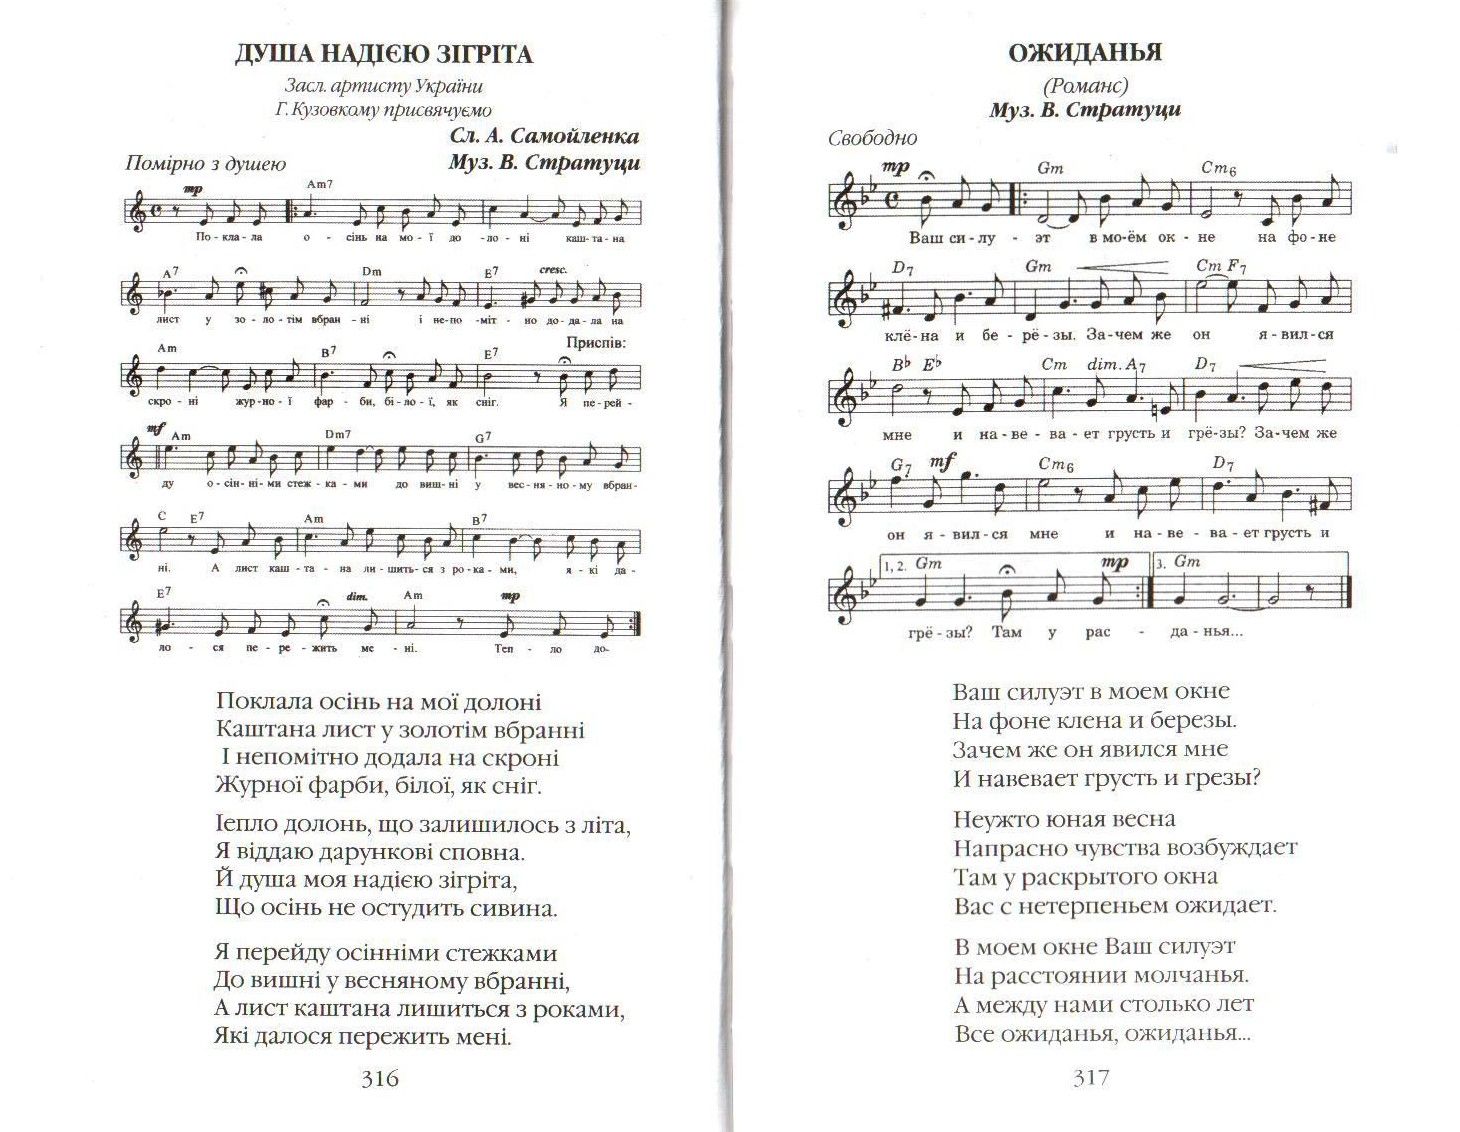 ДУША НАДІЄЮ ЗІГРІТА
Засл. артисту України
Г. Кузовкому присвячуємо
Сл. А. Самойленка
Помірно з душею Муз. В. Стратуци
mp Am7
По - кла - ла о - сінь на мо - ї до - ло - ні каш - та - на
A7 Dm E7 cresc.
лист у зо - ло - тім вбран - ні і не-по - міт - но до-да - ла на
Am B7 E7 Приспів:
скро - ні жур-но - ї фар - би, бі - ло - ї, як сніг. Я пе-рей -
mf Am Dm7 G7
ду о - сін-ні - ми стеж - ка - ми до виш - ні у вес - ня - но - му вбран-
C E7 Am B7
ні. А лист каш - та - на ли - шить-ся з ро-ка - ми, я - кі да -
E7 dim. Am mp
ло - ся пе - ре - жить ме - ні. Теп - ло до-
Поклала осінь на мої долоні
Каштана лист у золотім вбранні
І непомітно додала на скроні
Журної фарби, білої, як сніг.
Іепло долонь, що залишилось з літа,
Я віддаю дарункові сповна.
Й душа моя надією зігріта,
Що осінь не остудить сивина.
Я перейду осінніми стежками
До вишні у весняному вбранні,
А лист каштана лишиться з роками,
Які далося пережить мені.
316
ОЖИДАНЬЯ
(Романс)
Муз. В. Стратуци
Свободно
mp Gm Cm6
Ваш си - лу - эт в мо-ём ок - не на фо - не
D7 Gm Cm F7
клё - на и бе - рё - зы. За - чем же он я - вил - ся
B♭ E♭ Cm dim. A7 D7
мне и на - ве - ва - ет грусть и грё - зы? За - чем же
G7 mf Cm6 D7
он я - вил - ся мне и на - ве - ва - ет грусть и
1, 2. Gm mp 3. Gm
грё - зы? Там у рас - да - нья...
Ваш силуэт в моем окне
На фоне клена и березы.
Зачем же он явился мне
И навевает грусть и грезы?
Неужто юная весна
Напрасно чувства возбуждает
Там у раскрытого окна
Вас с нетерпеньем ожидает.
В моем окне Ваш силуэт
На расстоянии молчанья.
А между нами столько лет
Все ожиданья, ожиданья...
317